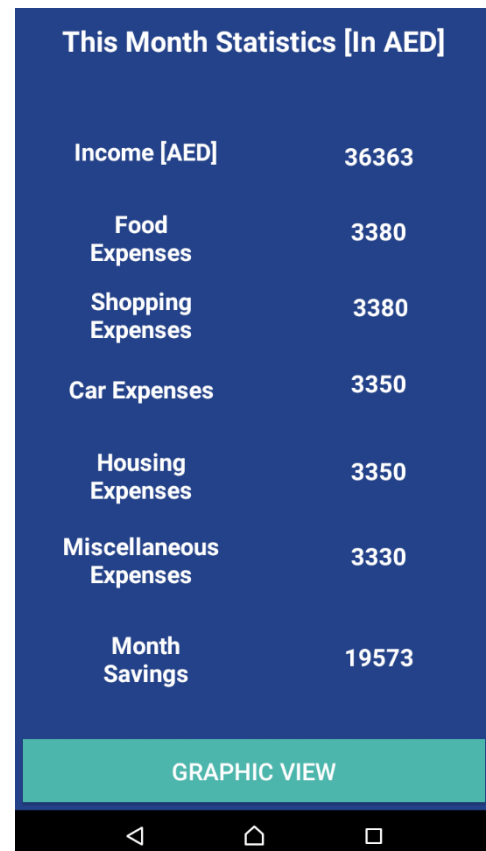 This Month Statistics [In AED]
Income [AED] 36363
Food
Expenses 3380
Shopping
Expenses 3380
Car Expenses 3350
Housing
Expenses 3350
Miscellaneous
Expenses 3330
Month
Savings 19573
GRAPHIC VIEW